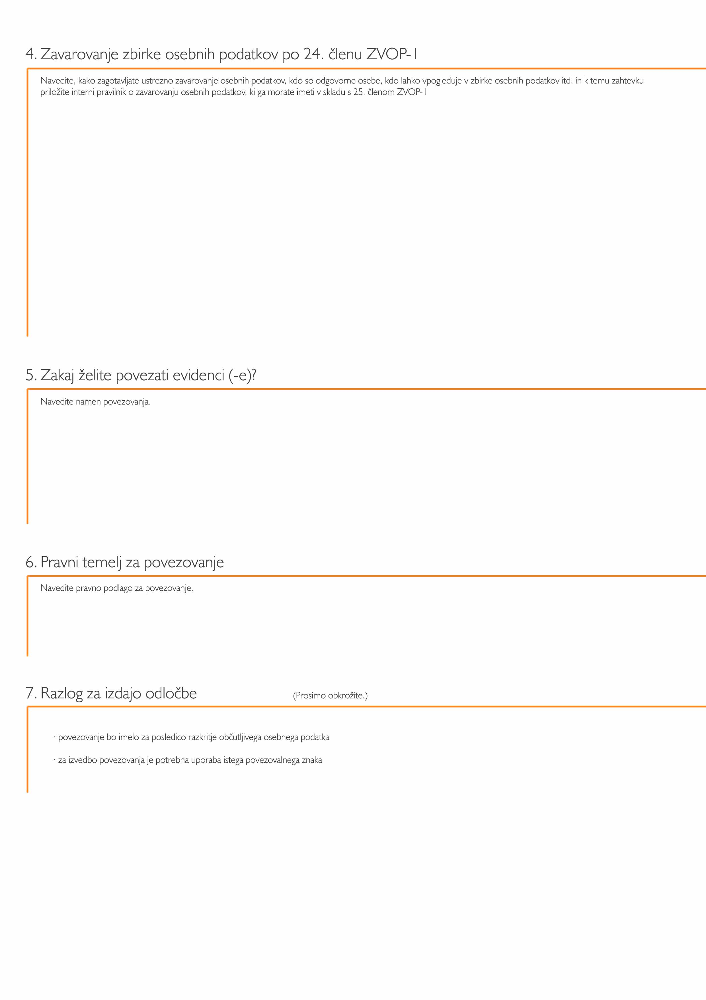 4. Zavarovanje zbirke osebnih podatkov po 24. členu ZVOP-1
Navedite, kako zagotavljate ustrezno zavarovanje osebnih podatkov, kdo so odgovorne osebe, kdo lahko vpogleduje v zbirke osebnih podatkov itd. in k temu zahtevku
priložite interni pravilnik o zavarovanju osebnih podatkov, ki ga morate imeti v skladu s 25. členom ZVOP-1
5. Zakaj želite povezati evidenci (-e)?
Navedite namen povezovanja.
6. Pravni temelj za povezovanje
Navedite pravno podlago za povezovanje.
7. Razlog za izdajo odločbe (Prosimo obkrožite.)
· povezovanje bo imelo za posledico razkritje občutljivega osebnega podatka
· za izvedbo povezovanja je potrebna uporaba istega povezovalnega znaka